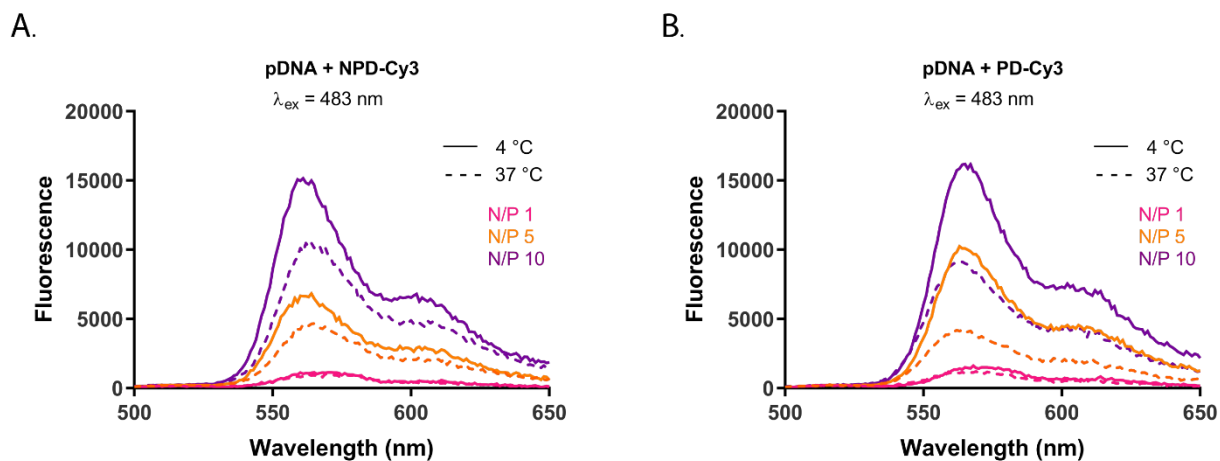 A.
pDNA + NPD-Cy3
λex = 483 nm
20000
15000
10000
5000
0
Fluorescence
4 °C
37 °C
N/P 1
N/P 5
N/P 10
500
550
600
650
Wavelength (nm)
B.
pDNA + PD-Cy3
λex = 483 nm
20000
15000
10000
5000
0
Fluorescence
4 °C
37 °C
N/P 1
N/P 5
N/P 10
500
550
600
650
Wavelength (nm)